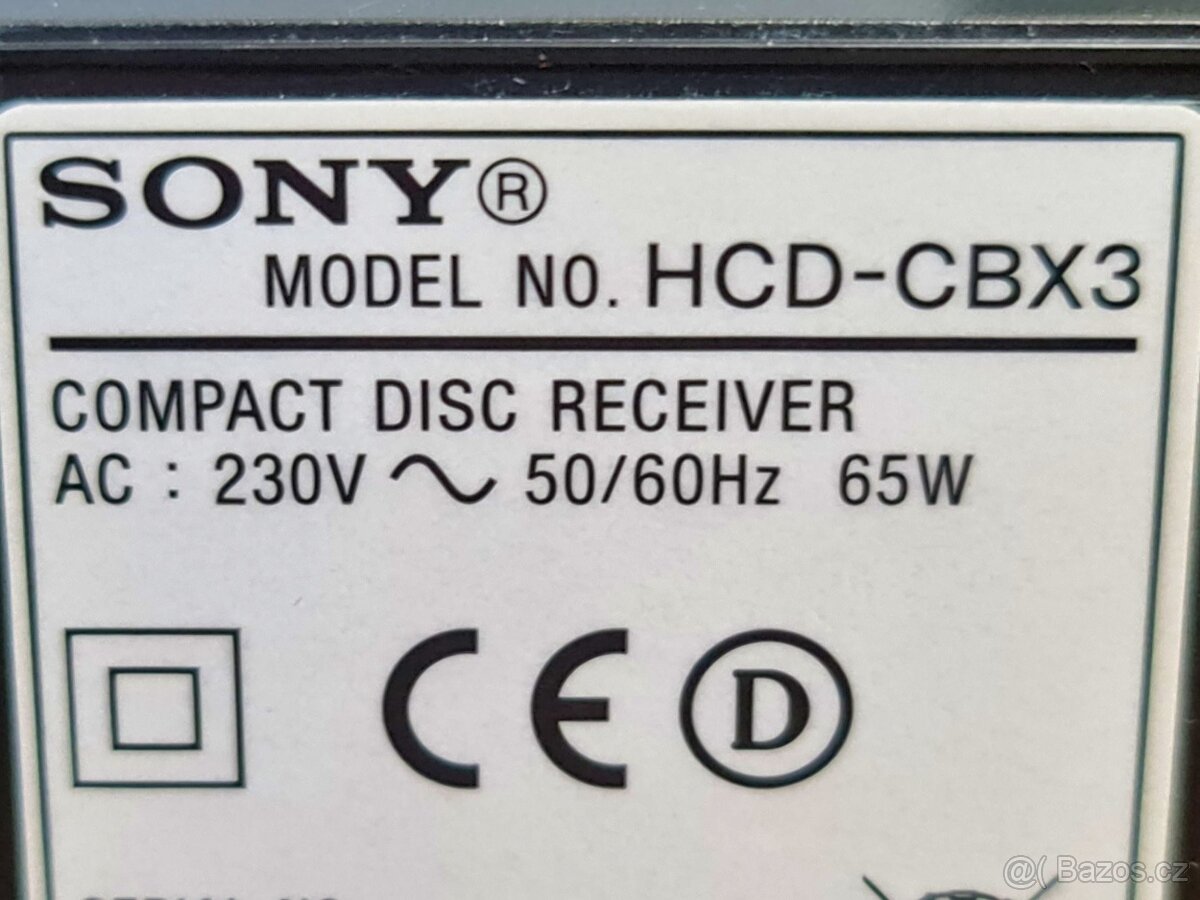 SONY®
MODEL NO. HCD-CBX3
COMPACT DISC RECEIVER
AC : 230V ~ 50/60Hz 65W
CE D
@( Bazos.cz